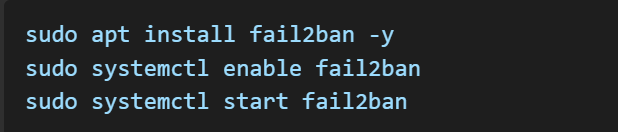 sudo apt install fail2ban -y
sudo systemctl enable fail2ban
sudo systemctl start fail2ban